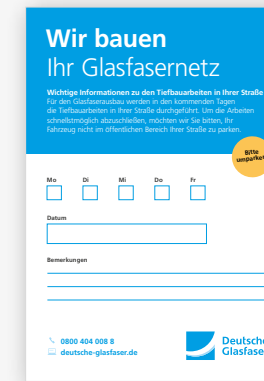 Wir bauen
Ihr Glasfasernetz
Wichtige Informationen zu den Tiefbauarbeiten in Ihrer Straße
Für den Glasfaserausbau werden in den kommenden Tagen
die Tiefbauarbeiten in Ihrer Straße durchgeführt. Um die Arbeiten
schnellstmöglich abzuschließen, möchten wir Sie bitten, Ihr
Fahrzeug nicht im öffentlichen Bereich Ihrer Straße zu parken.
Bitte
umparken
Mo Di Mi Do Fr
Datum
Bemerkungen
0800 404 008 8
deutsche-glasfaser.de
Deutsche
Glasfase